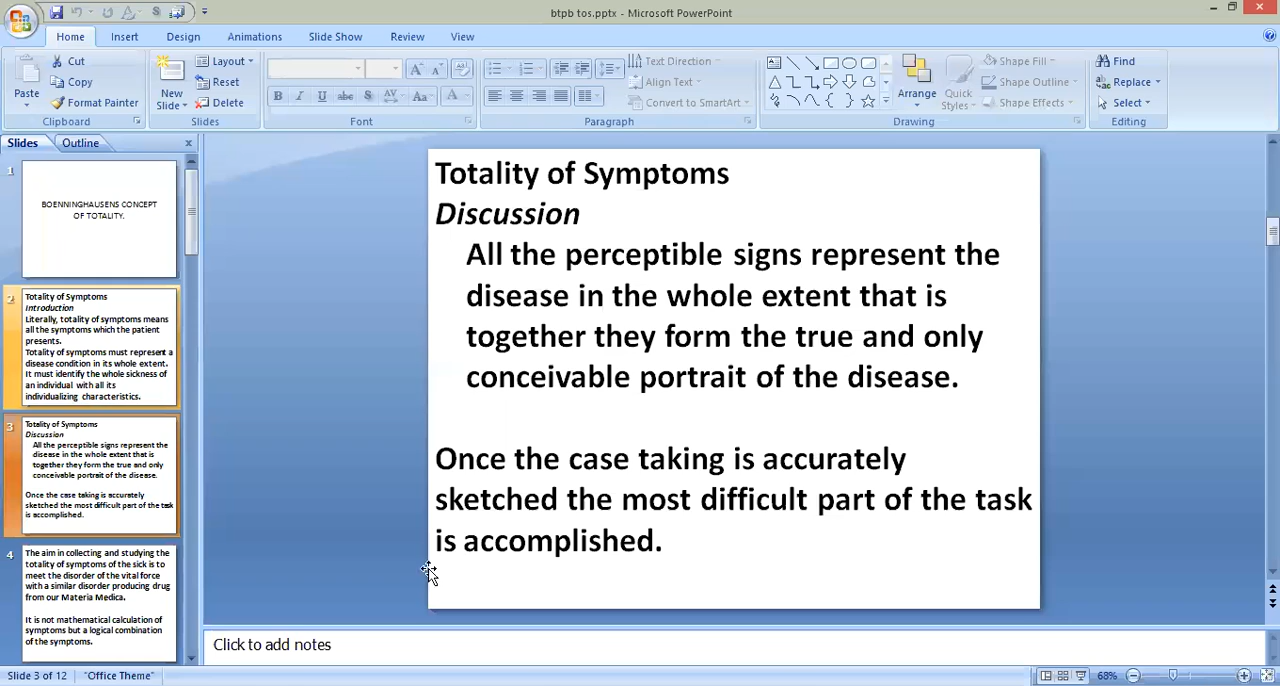 btpb tos.pptx - Microsoft PowerPoint
Home Insert Design Animations Slide Show Review View
Cut
Copy
Format Painter
Paste
Clipboard
New Slide
Layout
Reset
Delete
Slides
Font
Text Direction
Align Text
Convert to SmartArt
Paragraph
Arrange
Quick Styles
Shape Fill
Shape Outline
Shape Effects
Drawing
Find
Replace
Select
Editing
Slides Outline
1
BOENNINGHAUSENS CONCEPT
OF TOTALITY.
2
Totality of Symptoms
Introduction
Literally, totality of symptoms means
all the symptoms which the patient
presents.
Totality of symptoms must represent a
disease condition in its whole extent.
It must identify the whole sickness of
an individual with all its
individualizing characteristics.
3
Totality of Symptoms
Discussion
All the perceptible signs represent the
disease in the whole extent that is
together they form the true and only
conceivable portrait of the disease.
Once the case taking is accurately
sketched the most difficult part of the task
is accomplished.
4
The aim in collecting and studying the
totality of symptoms of the sick is to
meet the disorder of the vital force
with a similar disorder producing drug
from our Materia Medica.
It is not mathematical calculation of
symptoms but a logical combination
of the symptoms.
Totality of Symptoms
Discussion
All the perceptible signs represent the
disease in the whole extent that is
together they form the true and only
conceivable portrait of the disease.
Once the case taking is accurately
sketched the most difficult part of the task
is accomplished.
Click to add notes
Slide 3 of 12 "Office Theme" 68%